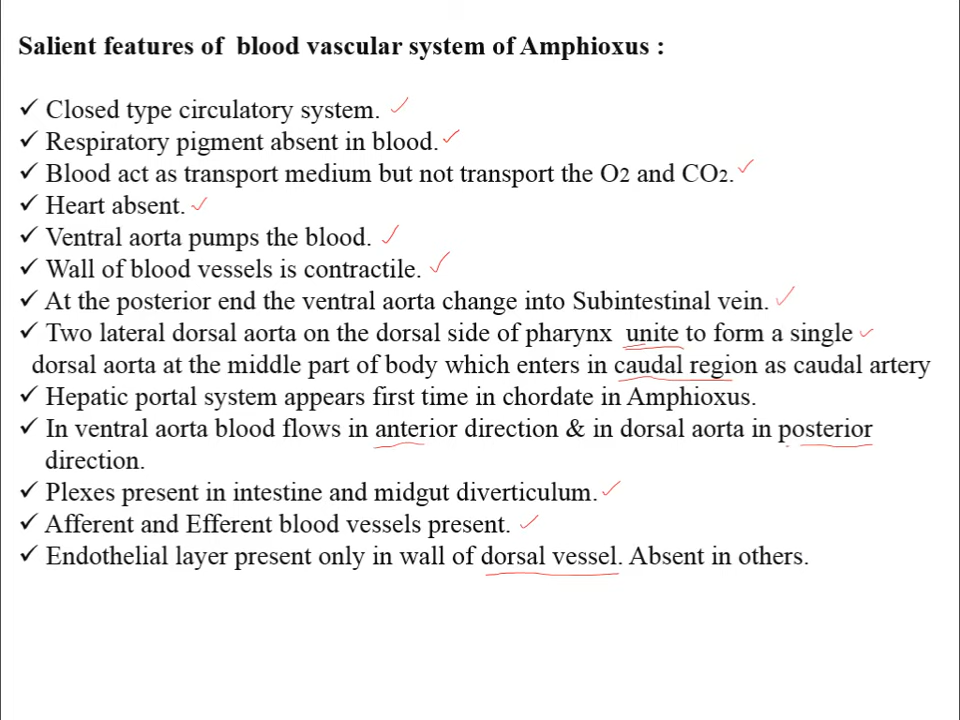 Salient features of  blood vascular system of Amphioxus :
✓ Closed type circulatory system.
✓ Respiratory pigment absent in blood.
✓ Blood act as transport medium but not transport the O2 and CO2.
✓ Heart absent.
✓ Ventral aorta pumps the blood.
✓ Wall of blood vessels is contractile.
✓ At the posterior end the ventral aorta change into Subintestinal vein.
✓ Two lateral dorsal aorta on the dorsal side of pharynx  unite to form a single
dorsal aorta at the middle part of body which enters in caudal region as caudal artery
✓ Hepatic portal system appears first time in chordate in Amphioxus.
✓ In ventral aorta blood flows in anterior direction & in dorsal aorta in posterior
direction.
✓ Plexes present in intestine and midgut diverticulum.
✓ Afferent and Efferent blood vessels present.
✓ Endothelial layer present only in wall of dorsal vessel. Absent in others.